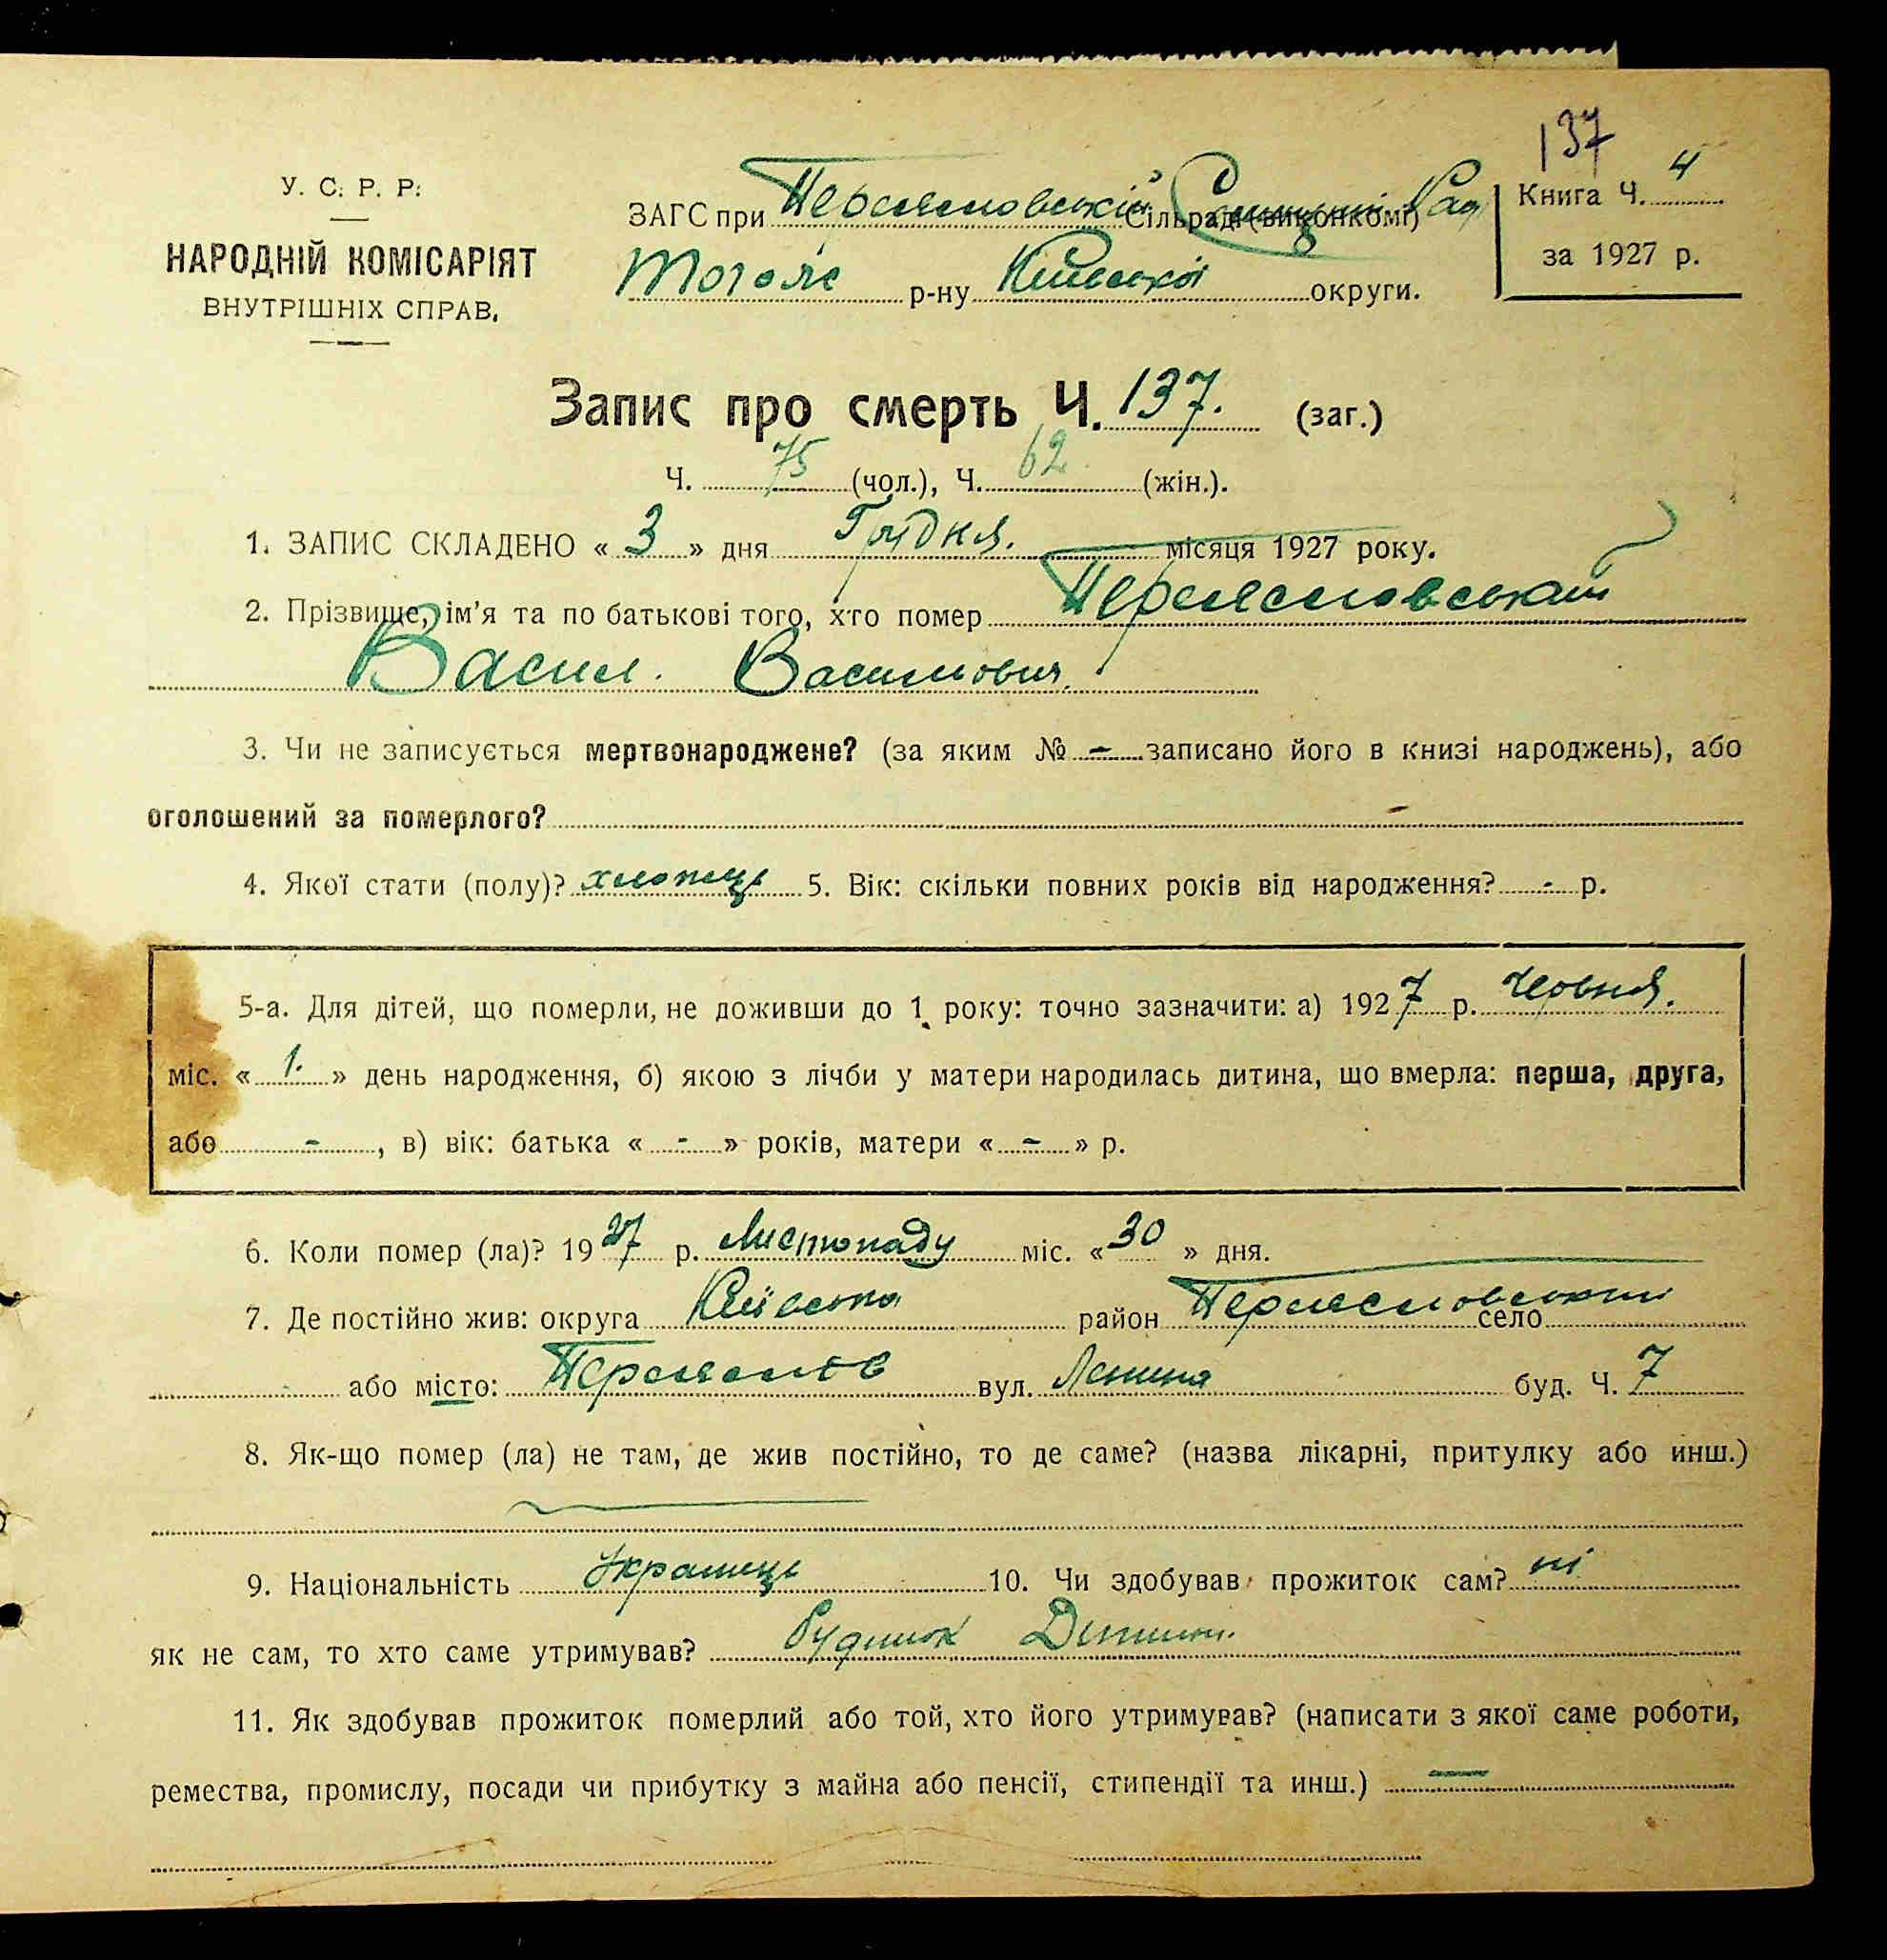 137
У. С. Р. Р.
НАРОДНІЙ КОМІСАРІЯТ
ВНУТРІШНІХ СПРАВ.
ЗАГС при Переяславській Сільраді (виконкомі)
Того ж р-ну Київської округи.
Книга Ч. 4
за 1927 р.
Запис про смерть Ч. 137. (заг.)
Ч. 75 (чол.), Ч. 62 (жін.).
1. ЗАПИС СКЛАДЕНО « 3 » дня Грудня. місяця 1927 року.
2. Прізвище, ім'я та по батькові того, хто помер Переяславський
Васил. Васильович.
3. Чи не записується мертвонароджене? (за яким № - записано його в книзі народжень), або
оголошений за померлого? -
4. Якої стати (полу)? хлопець 5. Вік: скільки повних років від народження? - р.
5-а. Для дітей, що померли, не доживши до 1 року: точно зазначити: а) 1927 р. Червня.
міс. « 1. » день народження, б) якою з лічби у матери народилась дитина, що вмерла: перша, друга,
або -, в) вік: батька « - » років, матери « - » р.
6. Коли помер (ла)? 1927 р. Листопаду міс. « 30 » дня.
7. Де постійно жив: округа Київська район Переяславський село
або місто: Переяслів вул. Леніна буд. Ч. 7
8. Як-що помер (ла) не там, де жив постійно, то де саме? (назва лікарні, притулку або инш.)
9. Національність Украінець 10. Чи здобував прожиток сам? ні
як не сам, то хто саме утримував? будинок Дитини.
11. Як здобував прожиток померлий або той, хто його утримував? (написати з якої саме роботи,
ремества, промислу, посади чи прибутку з майна або пенсії, стипендії та инш.) —